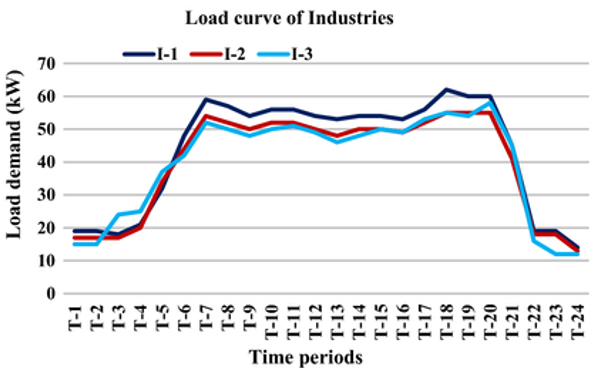 Load curve of Industries
I-1 I-2 I-3
Load demand (kW)
70
60
50
40
30
20
10
0
T-1 T-2 T-3 T-4 T-5 T-6 T-7 T-8 T-9 T-10 T-11 T-12 T-13 T-14 T-15 T-16 T-17 T-18 T-19 T-20 T-21 T-22 T-23 T-24
Time periods